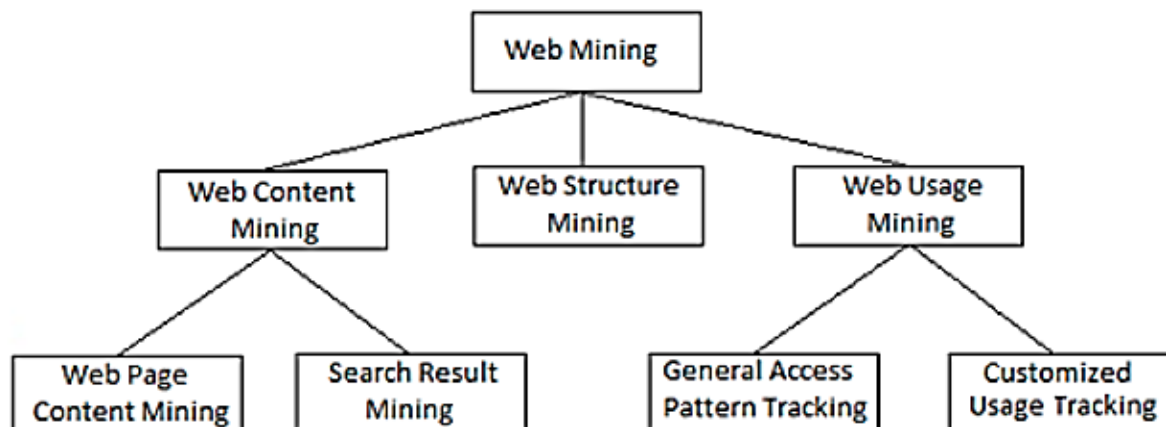 Web Mining
Web Content
Mining
Web Structure
Mining
Web Usage
Mining
Web Page
Content Mining
Search Result
Mining
General Access
Pattern Tracking
Customized
Usage Tracking